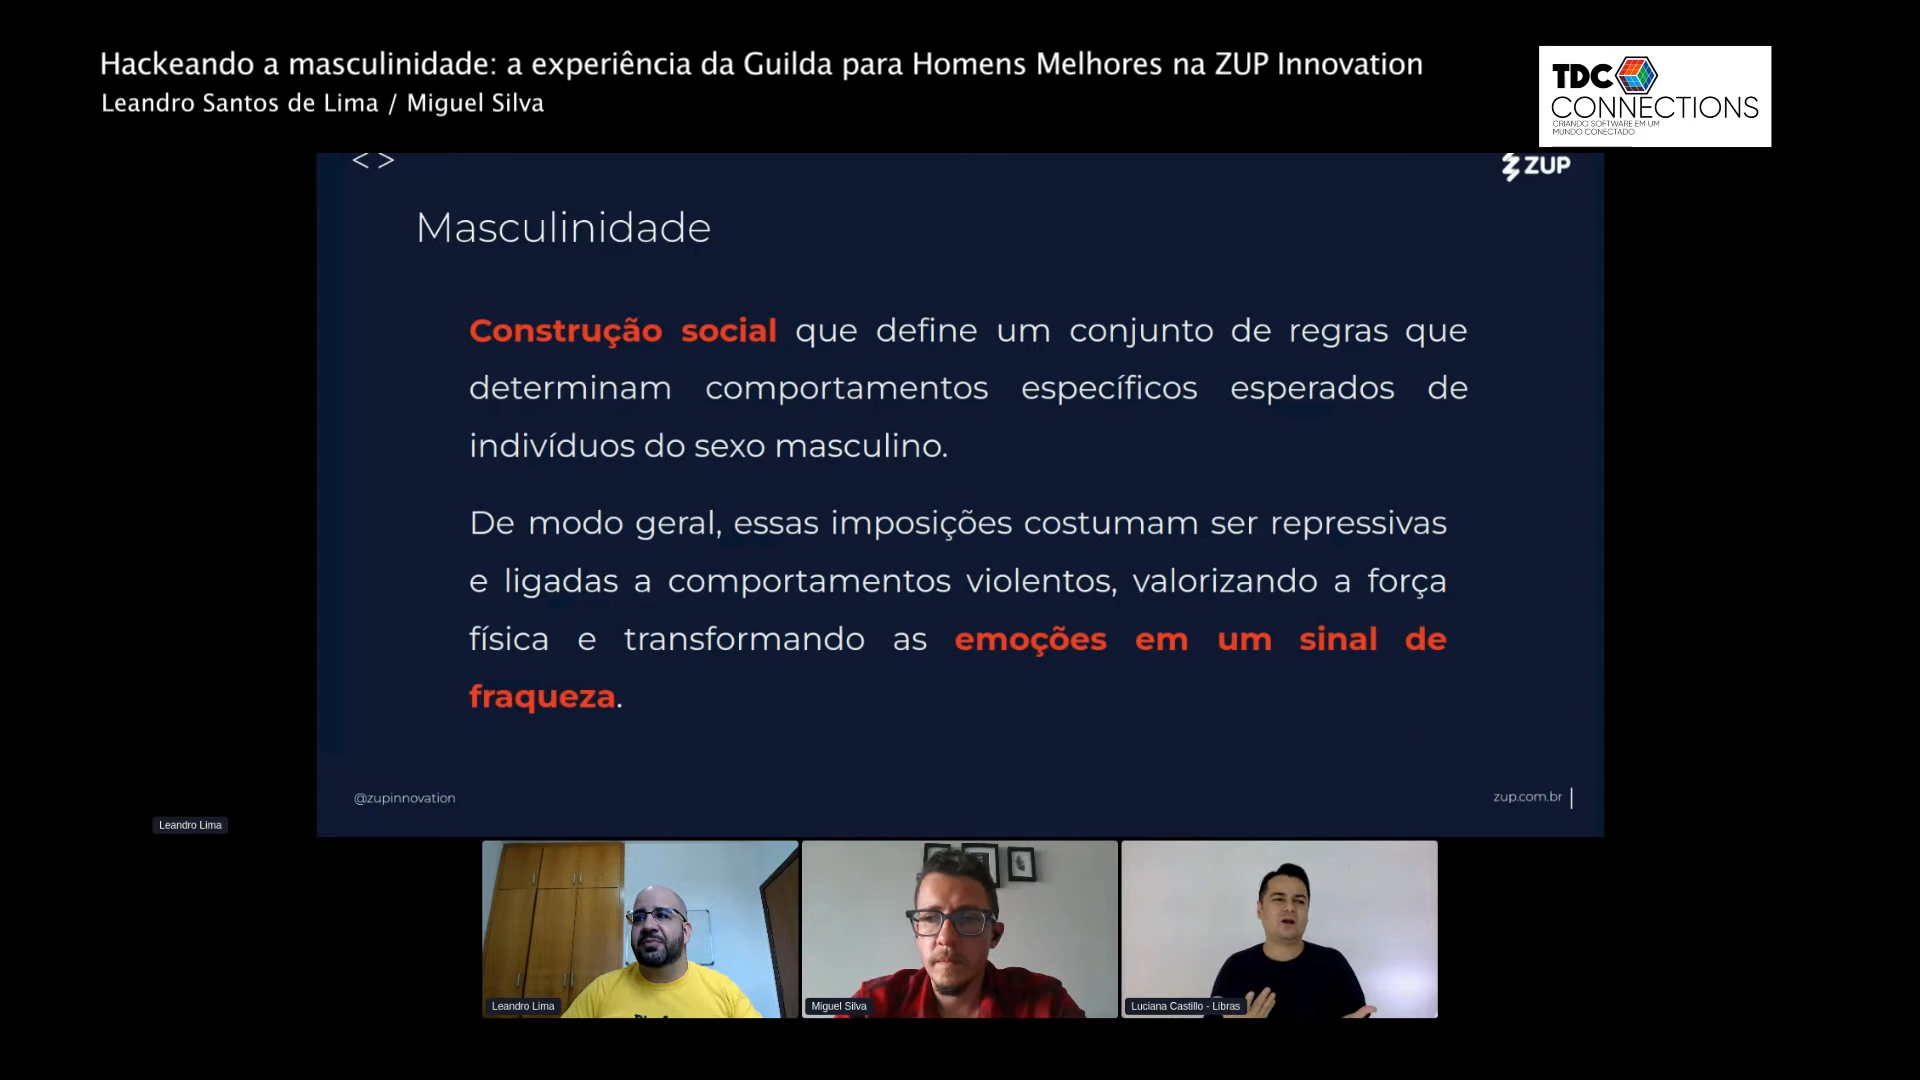 Hackeando a masculinidade: a experiência da Guilda para Homens Melhores na ZUP Innovation
Leandro Santos de Lima / Miguel Silva
TDC
CONNECTIONS
CRIANDO SOFTWARE EM UM
MUNDO CONECTADO
< >
ZUP
Masculinidade
Construção social que define um conjunto de regras que
determinam comportamentos específicos esperados de
indivíduos do sexo masculino.
De modo geral, essas imposições costumam ser repressivas
e ligadas a comportamentos violentos, valorizando a força
física e transformando as emoções em um sinal de
fraqueza.
@zupinnovation
zup.com.br
Leandro Lima
Leandro Lima
Miguel Silva
Luciana Castillo - Libras